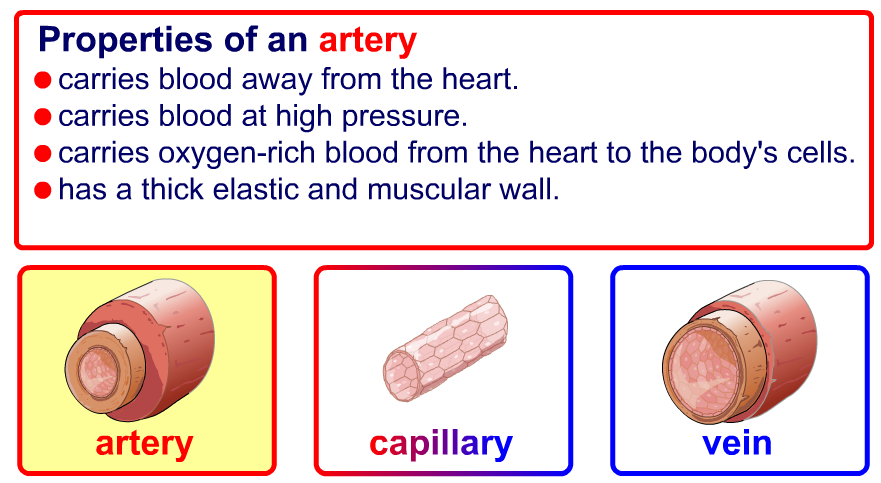 Properties of an artery
carries blood away from the heart.
carries blood at high pressure.
carries oxygen-rich blood from the heart to the body's cells.
has a thick elastic and muscular wall.
artery
capillary
vein